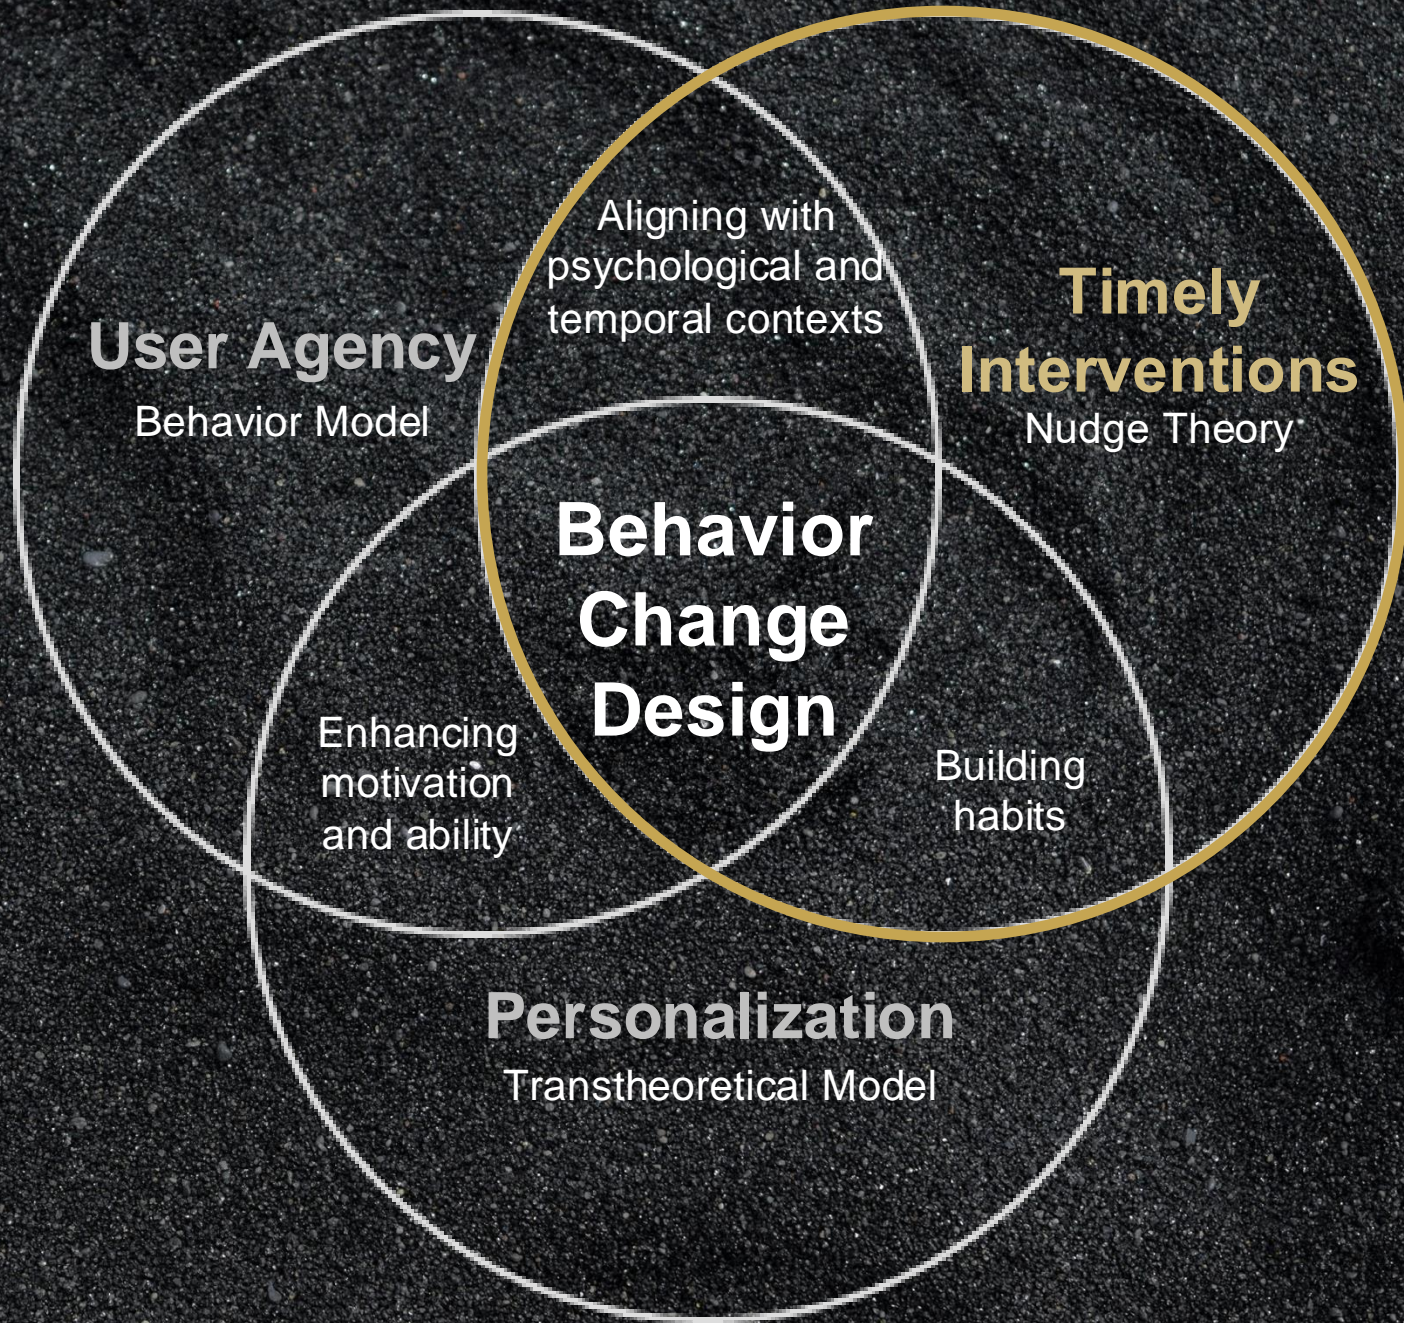 Aligning with
psychological and
temporal contexts
User Agency
Behavior Model
Timely
Interventions
Nudge Theory
Behavior
Change
Design
Enhancing
motivation
and ability
Building
habits
Personalization
Transtheoretical Model